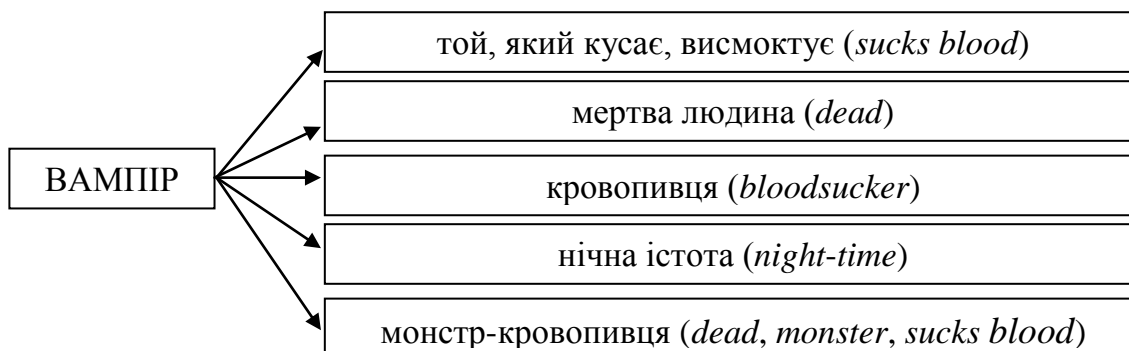 той, який кусає, висмоктує (sucks blood)
мертва людина (dead)
ВАМПІР
кровопивця (bloodsucker)
нічна істота (night-time)
монстр-кровопивця (dead, monster, sucks blood)